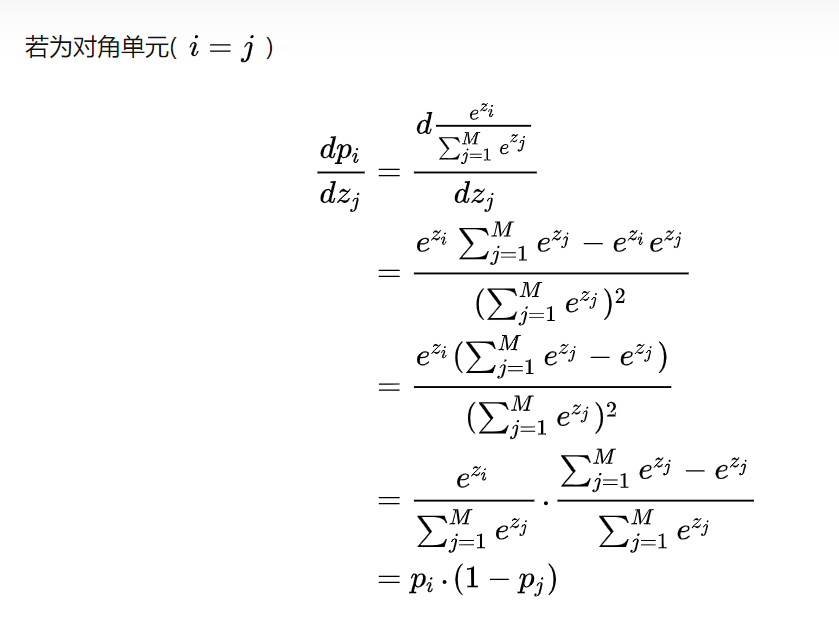 若为对角单元( $i = j$ )
$\frac{dp_i}{dz_j} = \frac{d\frac{e^{z_i}}{\sum_{j=1}^{M} e^{z_j}}}{dz_j}$
$= \frac{e^{z_i} \sum_{j=1}^{M} e^{z_j} - e^{z_i} e^{z_j}}{(\sum_{j=1}^{M} e^{z_j})^2}$
$= \frac{e^{z_i} (\sum_{j=1}^{M} e^{z_j} - e^{z_j})}{(\sum_{j=1}^{M} e^{z_j})^2}$
$= \frac{e^{z_i}}{\sum_{j=1}^{M} e^{z_j}} \cdot \frac{\sum_{j=1}^{M} e^{z_j} - e^{z_j}}{\sum_{j=1}^{M} e^{z_j}}$
$= p_i \cdot (1 - p_j)$